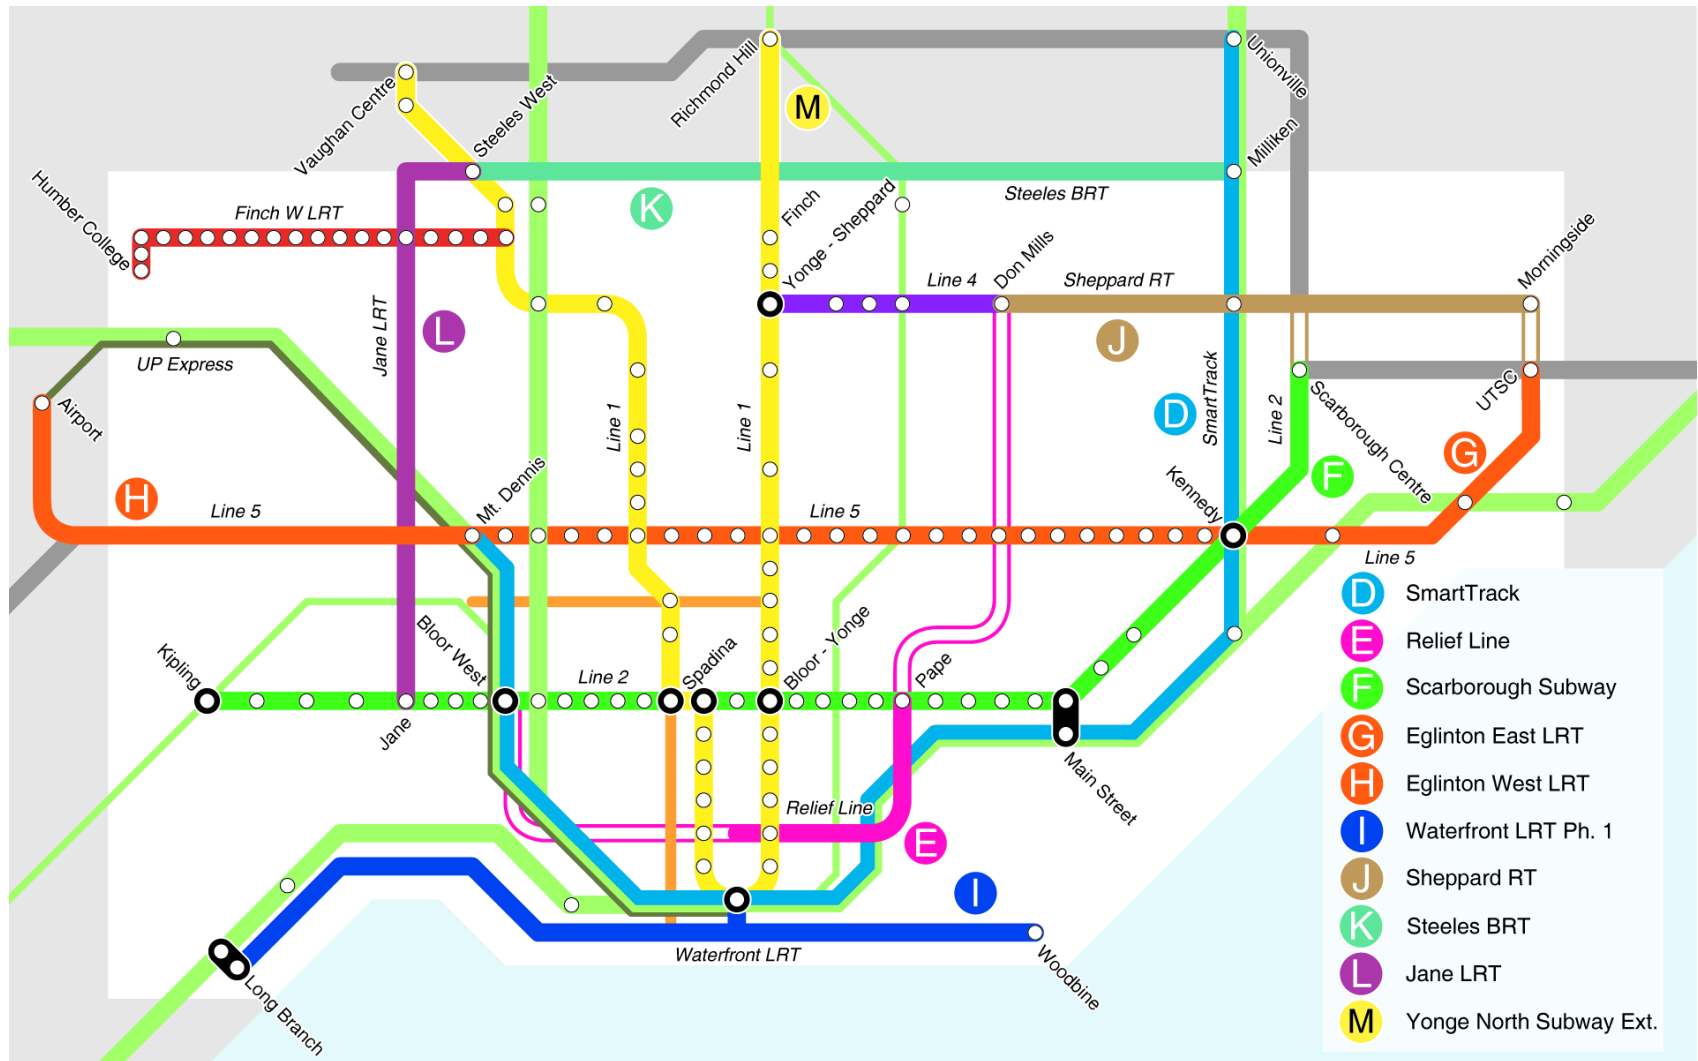 Unionville
Richmond Hill
M
Vaughan Centre
Steeles West
Milliken
Humber College
Finch W LRT
K
Steeles BRT
Finch
Yonge - Sheppard
Morningside
Line 4
Don Mills
Sheppard RT
L
Jane LRT
J
UP Express
Airport
Line 1
Line 1
D
SmartTrack
Line 2
Scarborough Centre
UTSC
G
F
H
Line 5
Mt. Dennis
Line 5
Kennedy
Line 5
Kipling
Bloor West
Line 2
Spadina
Bloor - Yonge
Pape
Jane
Main Street
Relief Line
E
I
Waterfront LRT
Woodbine
Long Branch
D SmartTrack
E Relief Line
F Scarborough Subway
G Eglinton East LRT
H Eglinton West LRT
I Waterfront LRT Ph. 1
J Sheppard RT
K Steeles BRT
L Jane LRT
M Yonge North Subway Ext.